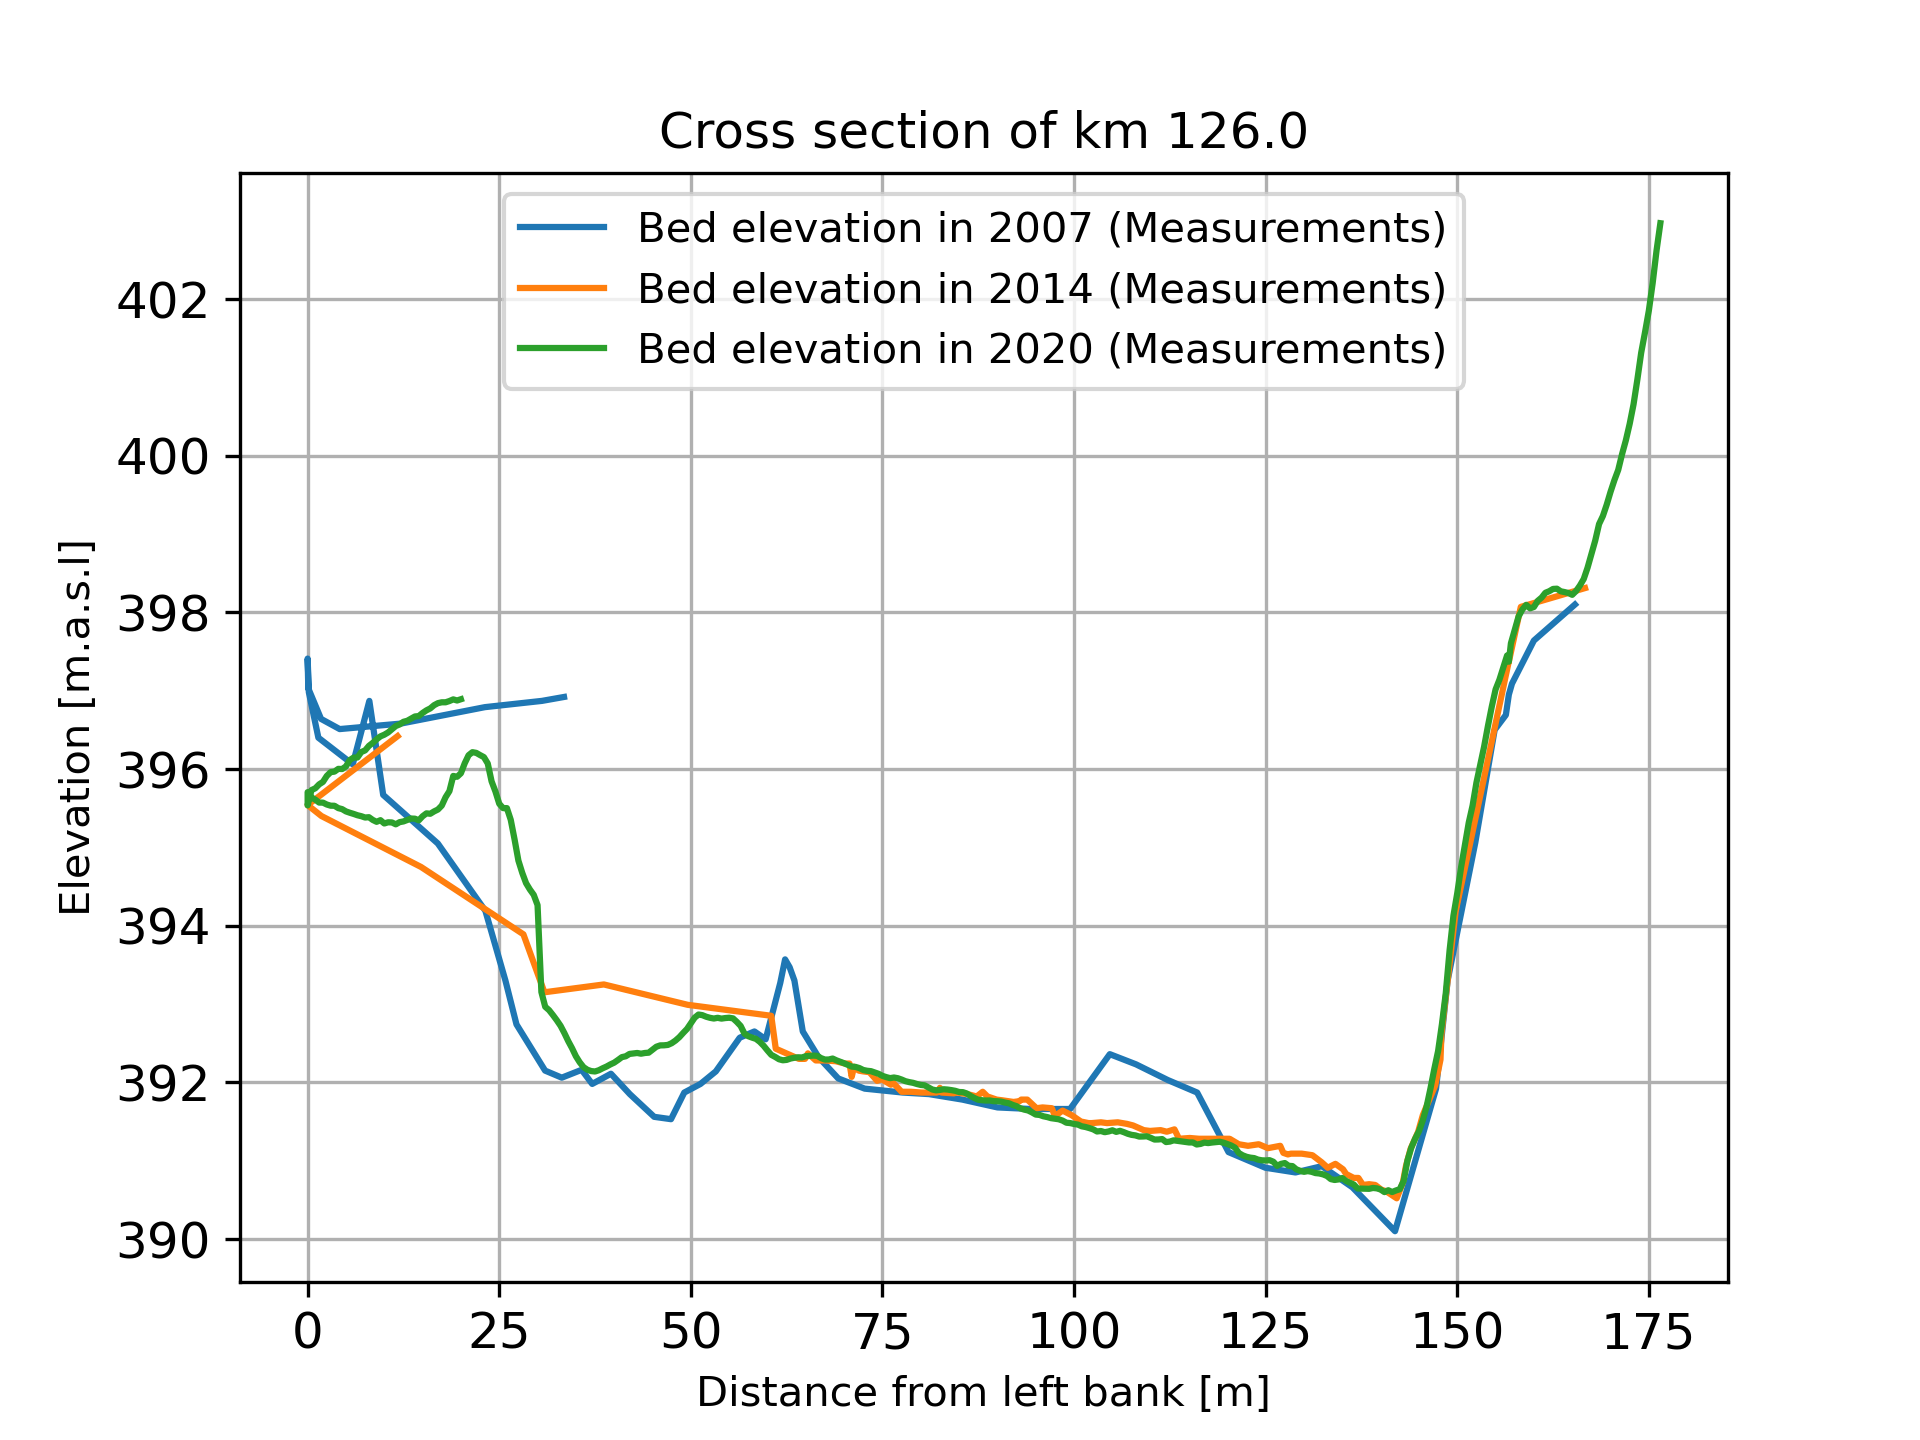 Cross section of km 126.0
Bed elevation in 2007 (Measurements)
Bed elevation in 2014 (Measurements)
Bed elevation in 2020 (Measurements)
Elevation [m.a.s.l]
402
400
398
396
394
392
390
0 25 50 75 100 125 150 175
Distance from left bank [m]